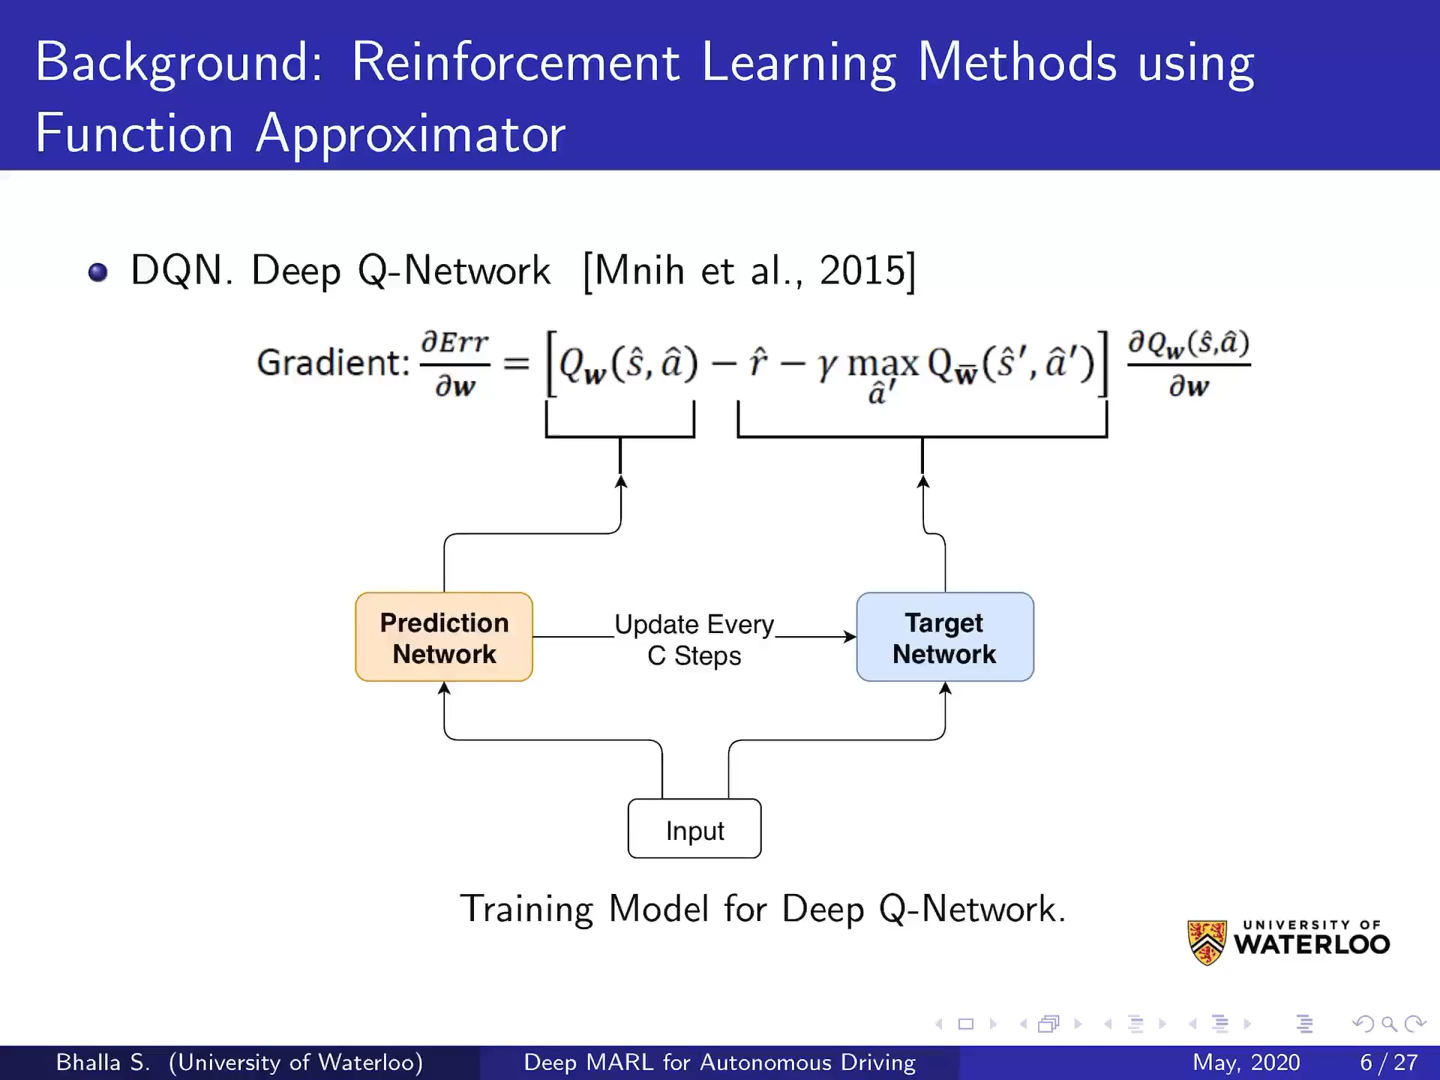 Background: Reinforcement Learning Methods using
Function Approximator
DQN. Deep Q-Network [Mnih et al., 2015]
Gradient: ∂Err/∂w = [Q_w(ŝ, â) − r̂ − γ max_â′ Q_w̄(ŝ′, â′)] ∂Q_w(ŝ,â)/∂w
Prediction
Network
Update Every
C Steps
Target
Network
Input
Training Model for Deep Q-Network.
UNIVERSITY OF
WATERLOO
Bhalla S. (University of Waterloo)
Deep MARL for Autonomous Driving
May, 2020
6 / 27